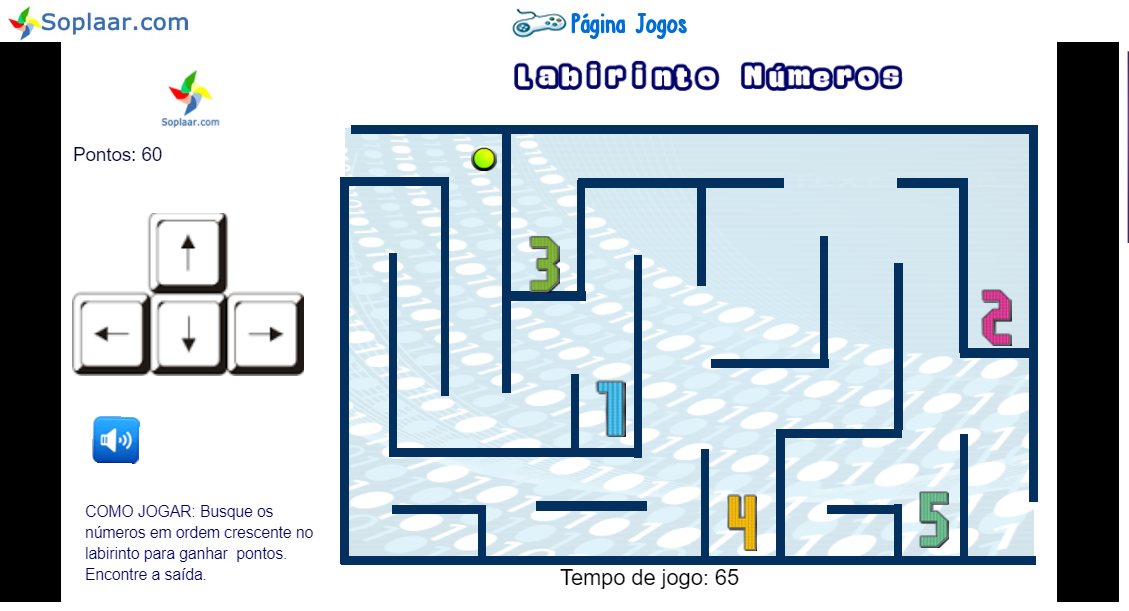 Soplaar.com
Página Jogos
Labirinto Números
Soplaar.com
Pontos: 60
3
2
1
4
5
COMO JOGAR: Busque os
números em ordem crescente no
labirinto para ganhar pontos.
Encontre a saída.
Tempo de jogo: 65